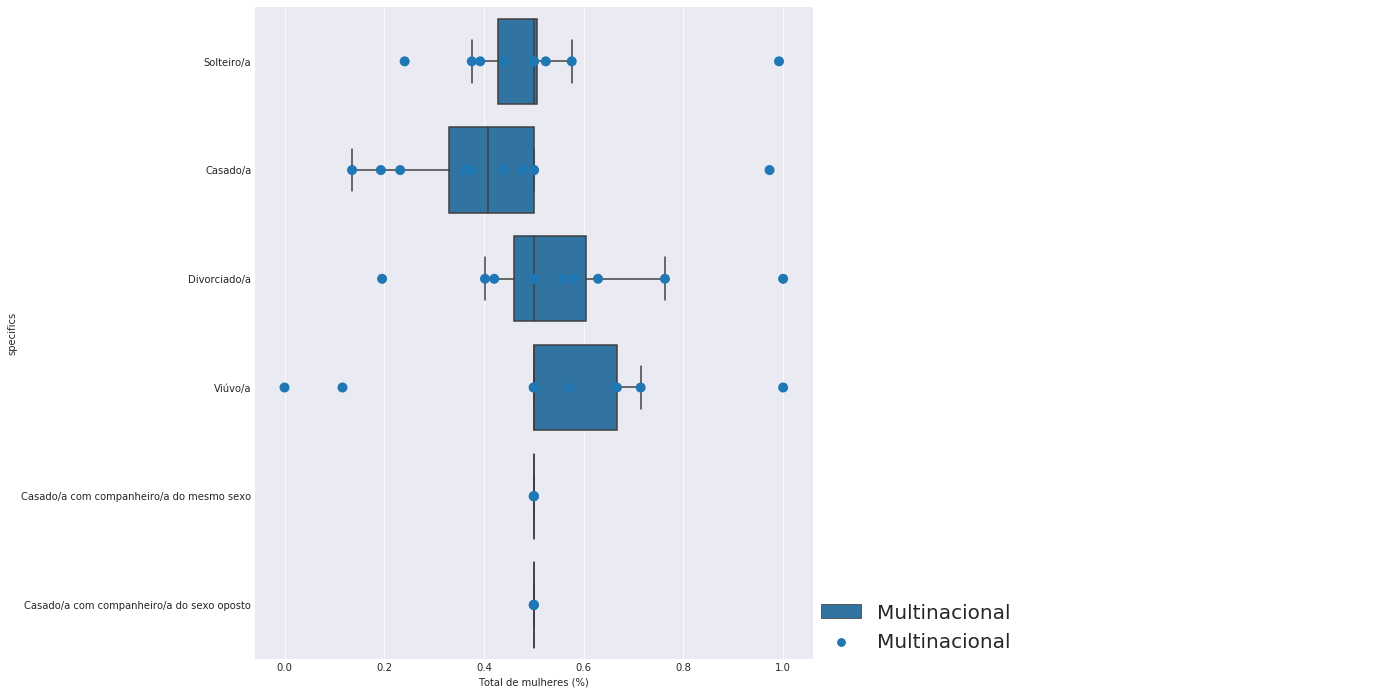 Solteiro/a
Casado/a
Divorciado/a
Viúvo/a
Casado/a com companheiro/a do mesmo sexo
Casado/a com companheiro/a do sexo oposto
specifics
0.0 0.2 0.4 0.6 0.8 1.0
Total de mulheres (%)
Multinacional
Multinacional